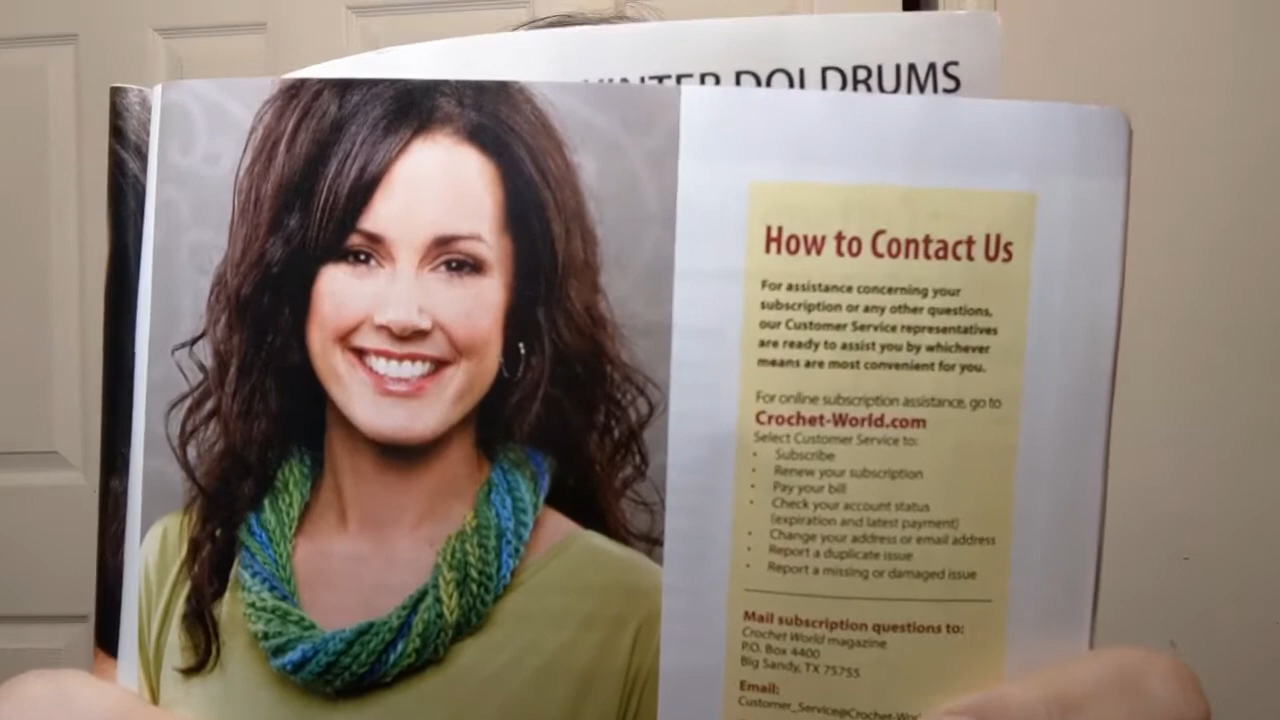 WINTER DOLDRUMS
How to Contact Us
For assistance concerning your
subscription or any other questions,
our Customer Service representatives
are ready to assist you by whichever
means are most convenient for you.
For online subscription assistance, go to
Crochet-World.com
Select Customer Service to:
• Subscribe
• Renew your subscription
• Pay your bill
• Check your account status
(expiration and latest payment)
• Change your address or email address
• Report a duplicate issue
• Report a missing or damaged issue
Mail subscription questions to:
Crochet World magazine
P.O. Box 4400
Big Sandy, TX 75755
Email:
Customer_Service@Crochet-Wor